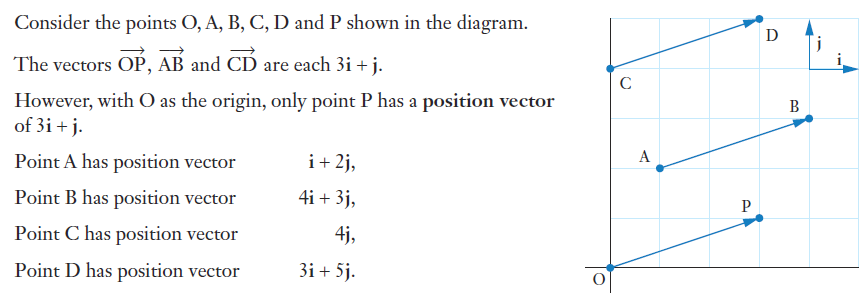 Consider the points O, A, B, C, D and P shown in the diagram.
The vectors OP, AB and CD are each 3i + j.
However, with O as the origin, only point P has a position vector
of 3i + j.
Point A has position vector i + 2j,
Point B has position vector 4i + 3j,
Point C has position vector 4j,
Point D has position vector 3i + 5j.
D
j
i
C
B
A
P
O